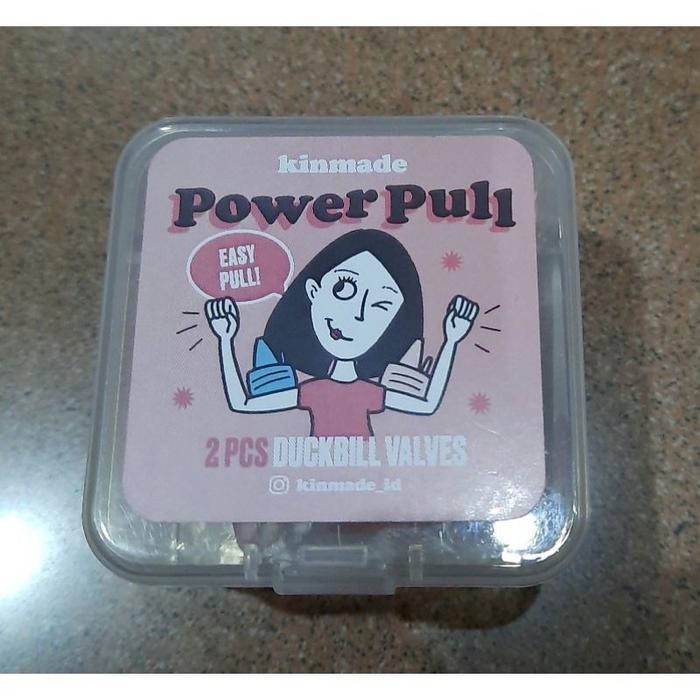 kinmade
Power Pull
EASY
PULL!
2 PCS DUCKBILL VALVES
kinmade_id